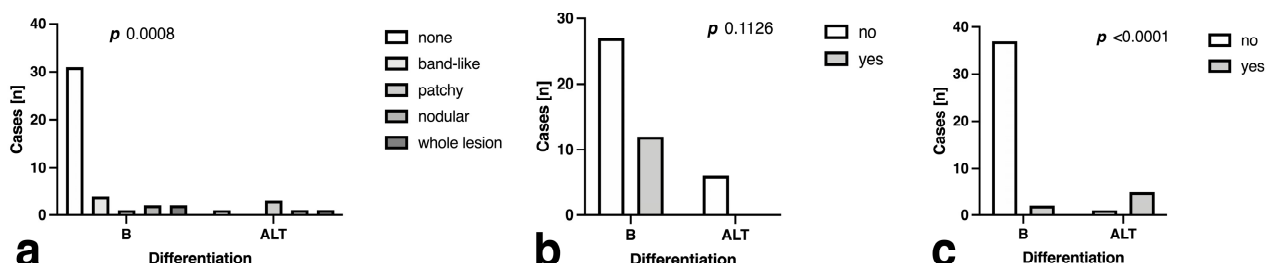 40
30
20
10
0
Cases [n]
p 0.0008
B
ALT
Differentiation
none
band-like
patchy
nodular
whole lesion
a
30
20
10
0
Cases [n]
p 0.1126
B
ALT
Differentiation
no
yes
b
40
30
20
10
0
Cases [n]
p <0.0001
B
ALT
Differentiation
no
yes
c